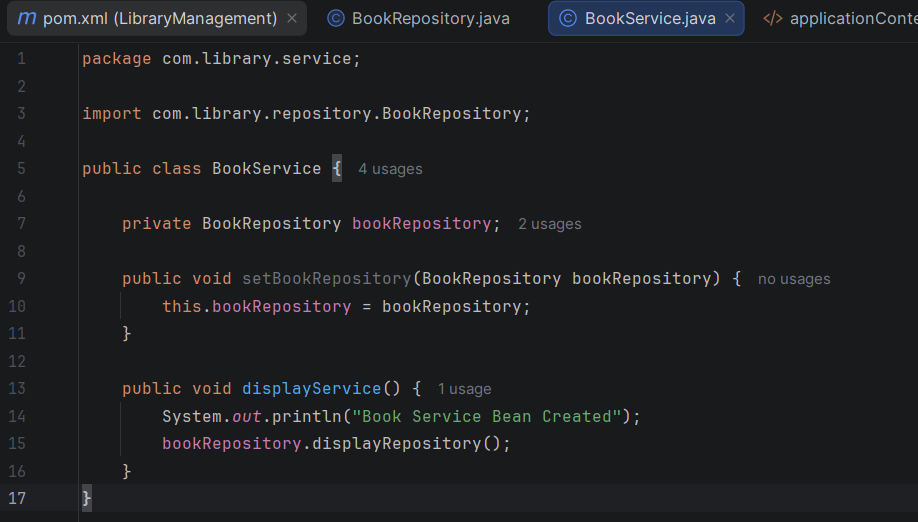 m pom.xml (LibraryManagement) × © BookRepository.java © BookService.java × </> applicationConte
1 package com.library.service;
2
3 import com.library.repository.BookRepository;
4
5 public class BookService { 4 usages
6
7 private BookRepository bookRepository; 2 usages
8
9 public void setBookRepository(BookRepository bookRepository) { no usages
10 this.bookRepository = bookRepository;
11 }
12
13 public void displayService() { 1 usage
14 System.out.println("Book Service Bean Created");
15 bookRepository.displayRepository();
16 }
17 }